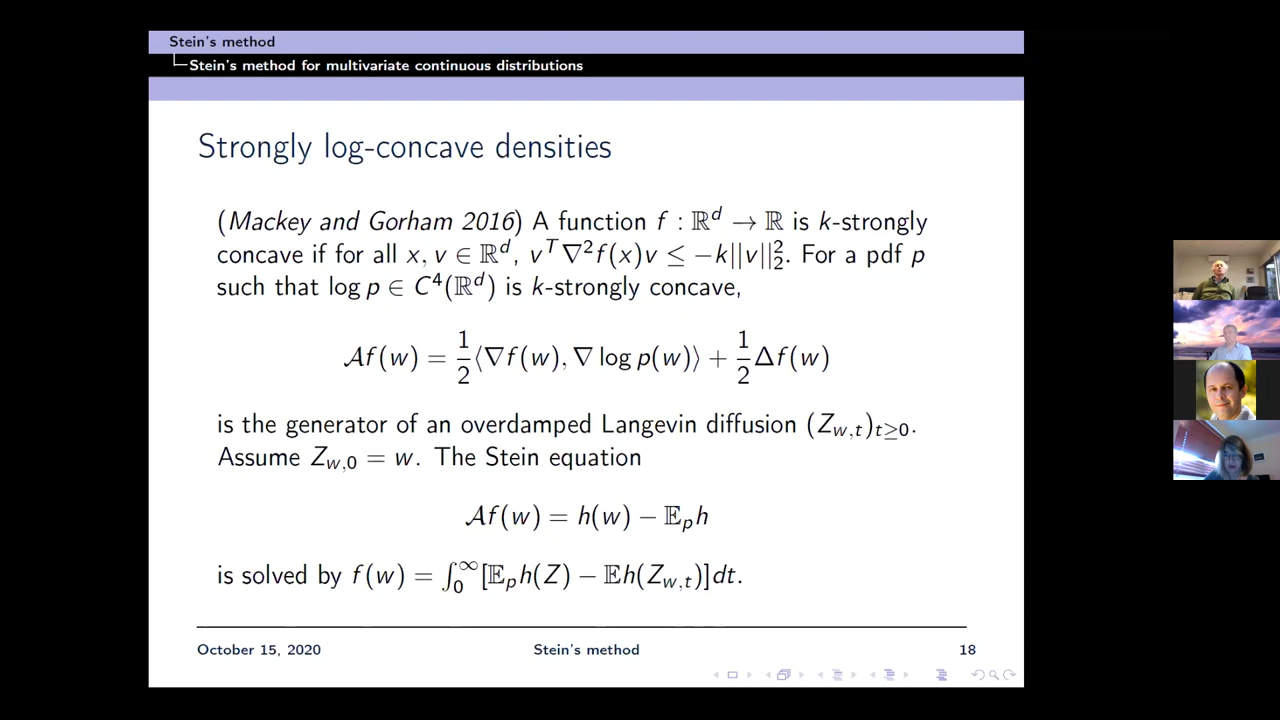 Stein's method
Stein's method for multivariate continuous distributions
Strongly log-concave densities
(Mackey and Gorham 2016) A function f : ℝ^d → ℝ is k-strongly
concave if for all x, v ∈ ℝ^d, v^T ∇²f(x)v ≤ −k||v||₂². For a pdf p
such that log p ∈ C⁴(ℝ^d) is k-strongly concave,
𝒜f(w) = 1/2 ⟨∇f(w), ∇ log p(w)⟩ + 1/2 Δf(w)
is the generator of an overdamped Langevin diffusion (Z_{w,t})_{t≥0}.
Assume Z_{w,0} = w. The Stein equation
𝒜f(w) = h(w) − 𝔼_p h
is solved by f(w) = ∫₀^∞ [𝔼_p h(Z) − 𝔼h(Z_{w,t})]dt.
October 15, 2020 Stein's method 18